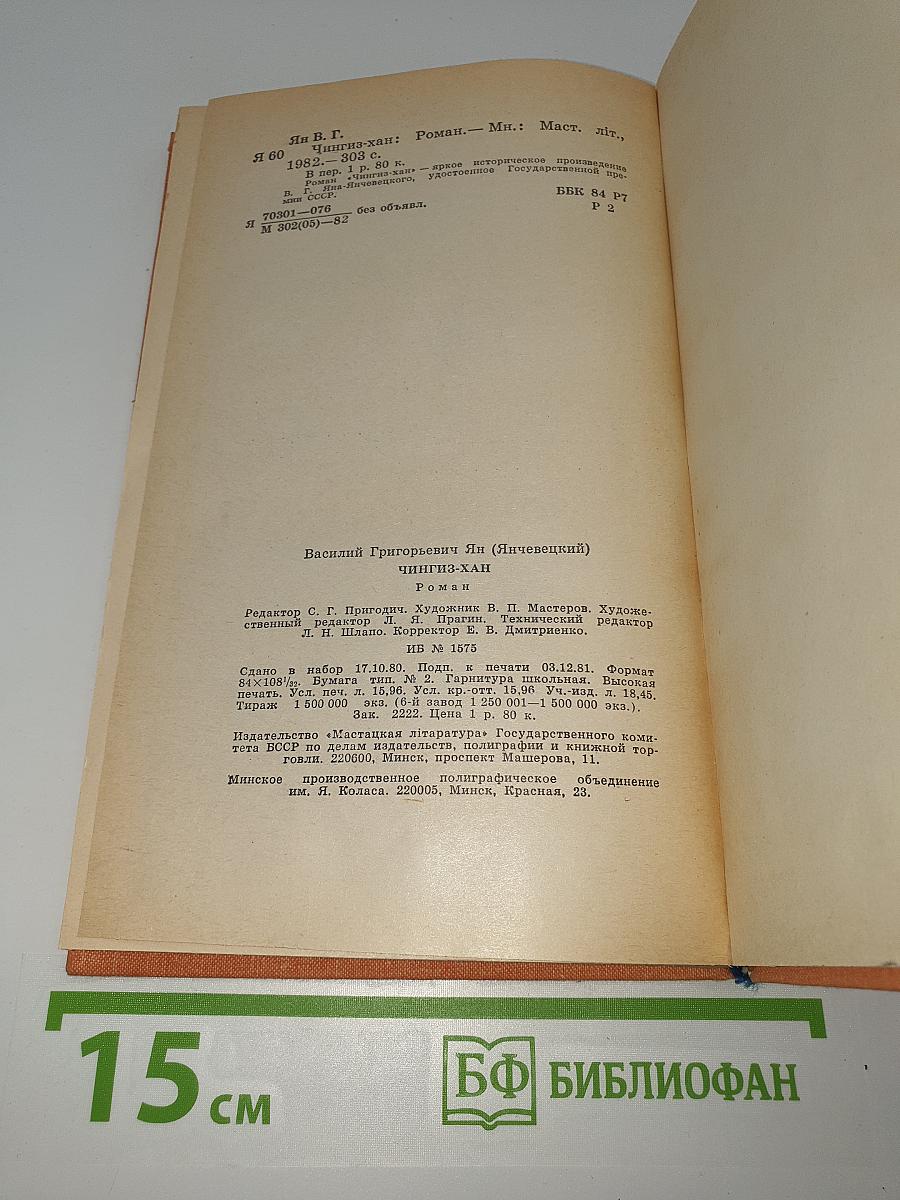 Ян В. Г.
Я 60 Чингиз-хан: Роман.— Мн.: Маст. літ.,
1982.— 303 с.
В пер. 1 р. 80 к.
Роман «Чингиз-хан» — яркое историческое произведение
В. Г. Яна-Янчевецкого, удостоенное Государственной пре-
мии СССР.
Я 70301—076 без объявл.
М 302(05)—82
ББК 84 Р7
Р 2
Василий Григорьевич Ян (Янчевецкий)
ЧИНГИЗ-ХАН
Роман
Редактор С. Г. Пригодич. Художник В. П. Мастеров. Художе-
ственный редактор Л. Я. Прагин. Технический редактор
Л. Н. Шлапо. Корректор Е. В. Дмитриенко.
ИБ № 1575
Сдано в набор 17.10.80. Подп. к печати 03.12.81. Формат
84×108¹/₃₂. Бумага тип. № 2. Гарнитура школьная. Высокая
печать. Усл. печ. л. 15,96. Усл. кр.-отт. 15,96 Уч.-изд. л. 18,45.
Тираж 1 500 000 экз. (6-й завод 1 250 001—1 500 000 экз.).
Зак. 2222. Цена 1 р. 80 к.
Издательство «Мастацкая літаратура» Государственного коми-
тета БССР по делам издательств, полиграфии и книжной тор-
говли. 220600, Минск, проспект Машерова, 11.
Минское производственное полиграфическое объединение
им. Я. Коласа. 220005, Минск, Красная, 23.
15 см
БФ БИБЛИОФАН